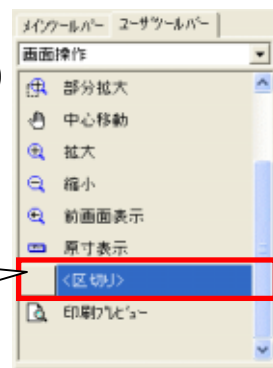 メインツールバー ユーザツールバー
画面操作
部分拡大
中心移動
拡大
縮小
前画面表示
原寸表示
<区切り>
印刷プレビュー